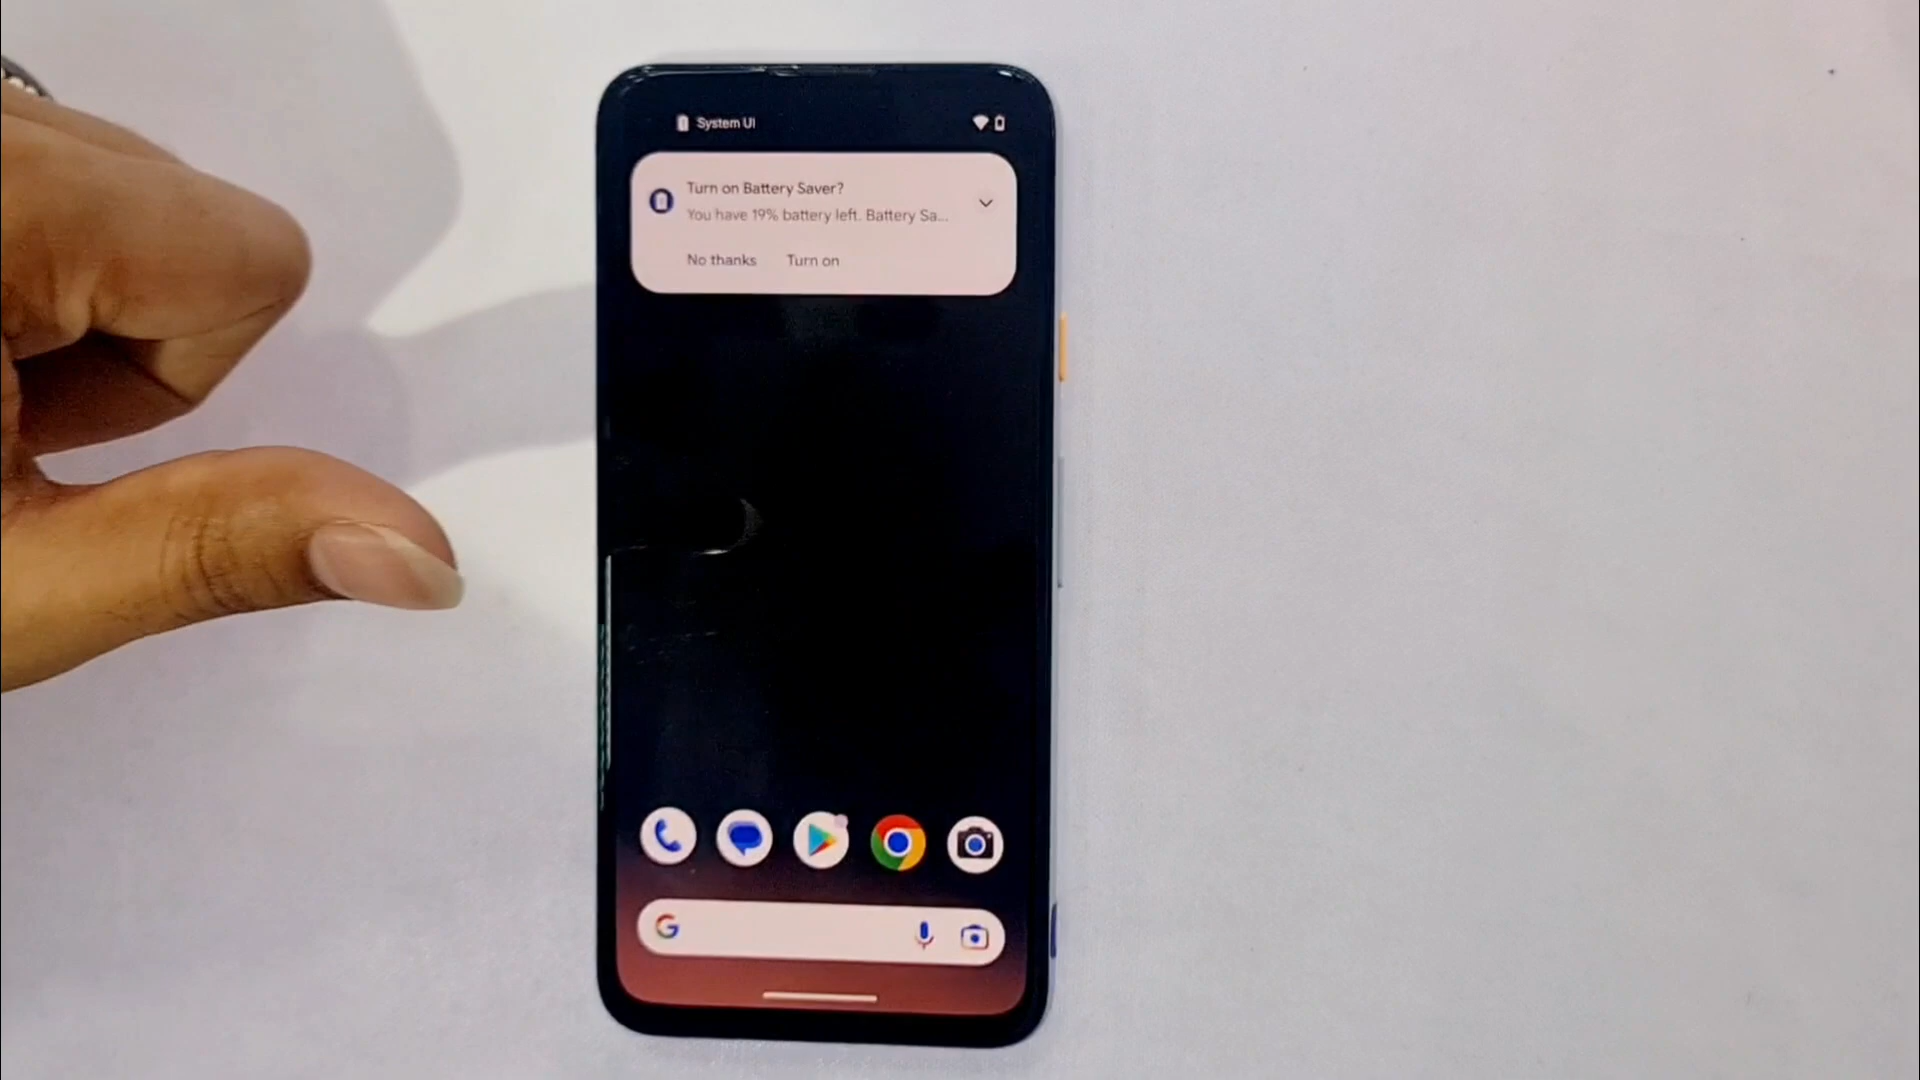 System UI
Turn on Battery Saver?
You have 19% battery left. Battery Sa...
No thanks Turn on
G